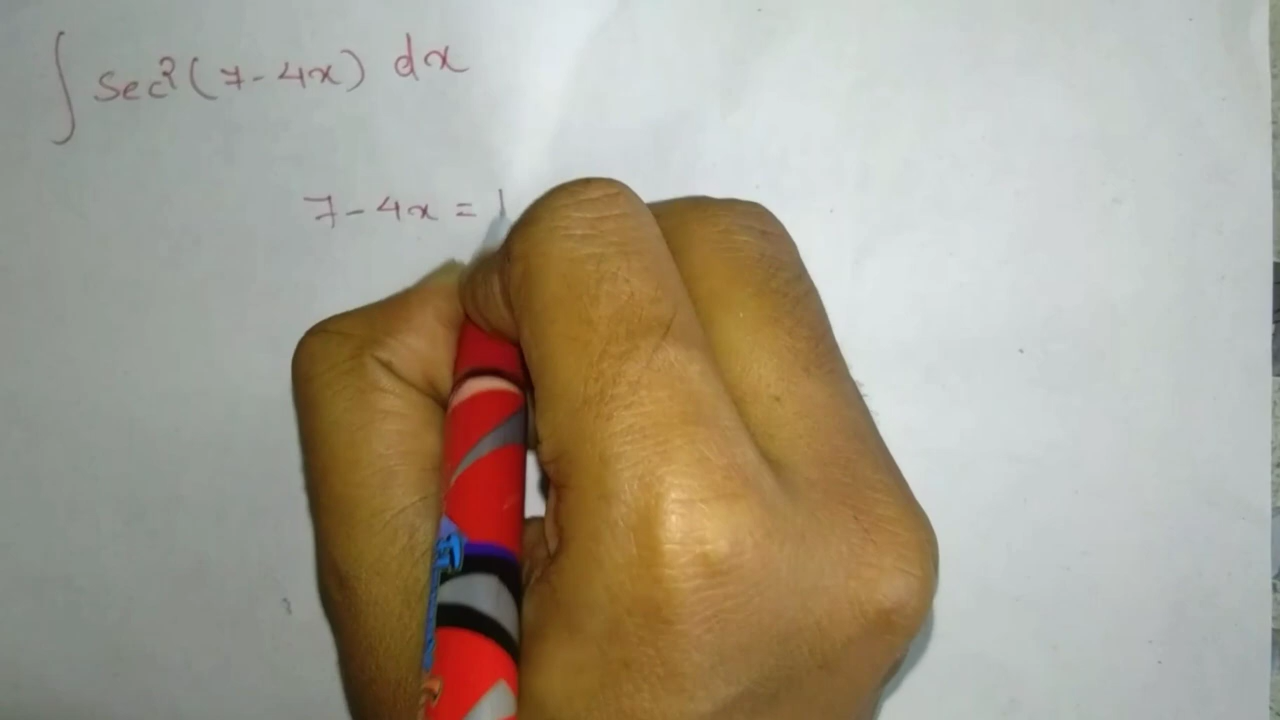 ∫ Sec²(7-4x) dx
7-4x =